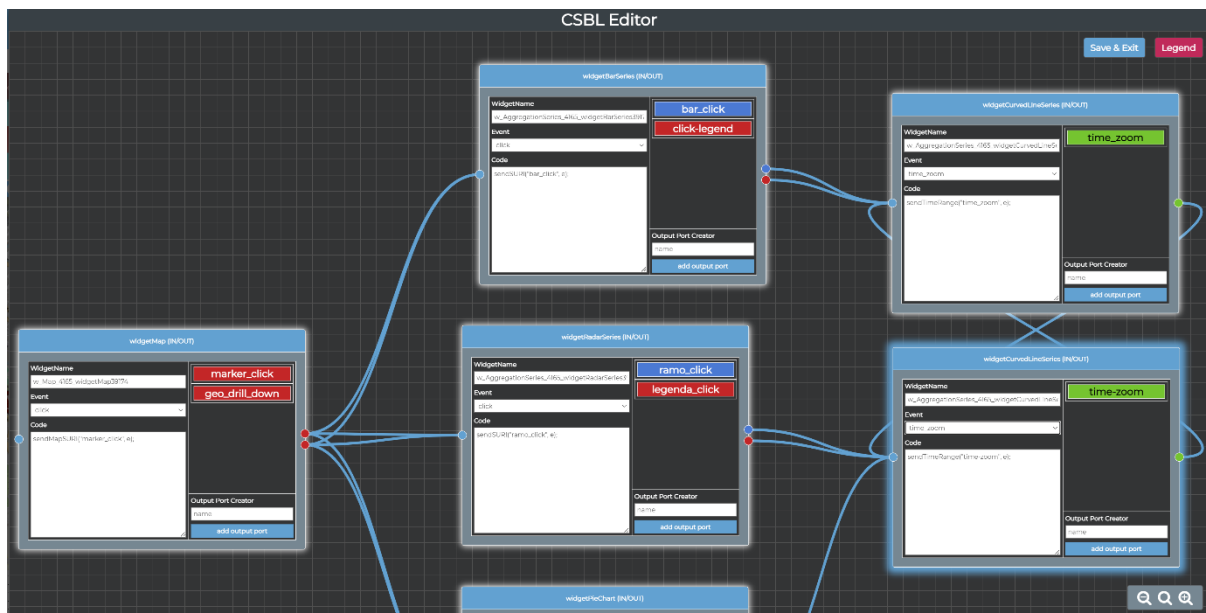 CSBL Editor
Save & Exit
Legend
widgetBarSeries (IN/OUT)
WidgetName
bar_click
click-legend
Event
click
Code
sendSURI("bar_click", e)
Output Port Creator
name
add output port
widgetCurvedLineSeries (IN/OUT)
WidgetName
time_zoom
w_AggregationSeries_4165_widgetCurvedLineSe
Event
time_zoom
Code
sendTimeRange("time_zoom", e);
Output Port Creator
name
add output port
widgetMap (IN/OUT)
WidgetName
w_Map_4165_widgetMap39174
marker_click
geo_drill_down
Event
click
Code
sendMapSURI("marker_click", e);
Output Port Creator
name
add output port
widgetRadarSeries (IN/OUT)
WidgetName
w_AggregationSeries_4165_widgetRadarSeries
ramo_click
legenda_click
Event
click
Code
sendSURI("ramo_click", e);
Output Port Creator
name
add output port
widgetCurvedLineSeries (IN/OUT)
WidgetName
w_AggregationSeries_4165_widgetCurvedLineSe
time-zoom
Event
time-zoom
Code
sendTimeRange("time-zoom", e);
Output Port Creator
name
add output port
widgetPieChart (IN/OUT)